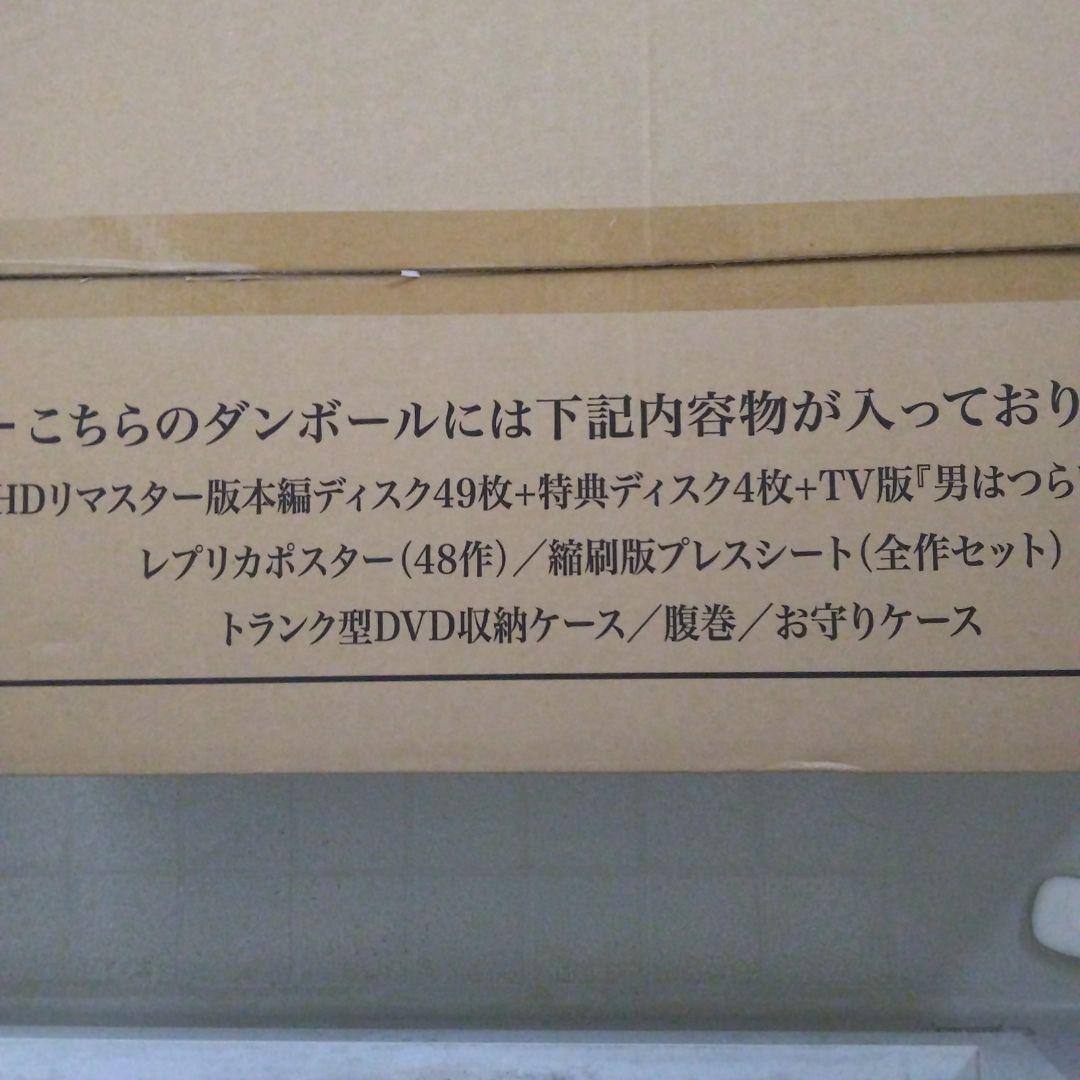 ーこちらのダンボールには下記内容物が入っており
HDリマスター版本編ディスク49枚+特典ディスク4枚+TV版『男はつら
レプリカポスター(48作)／縮刷版プレスシート(全作セット)
トランク型DVD収納ケース／腹巻／お守りケース